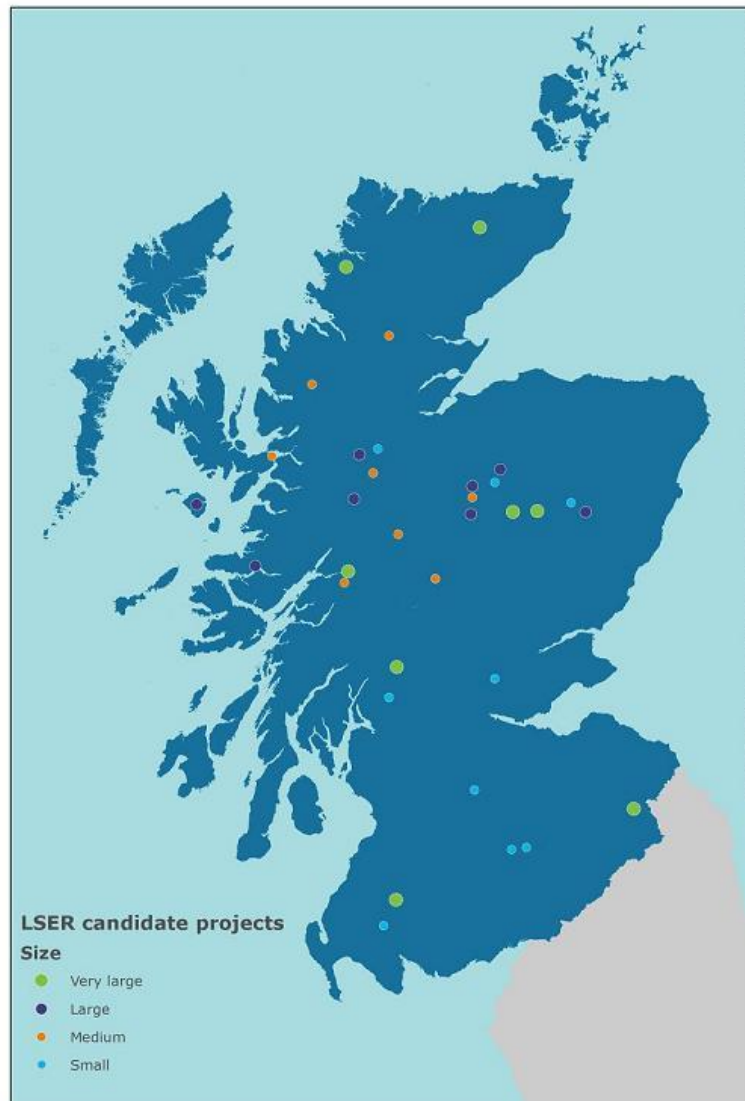 LSER candidate projects
Size
Very large
Large
Medium
Small